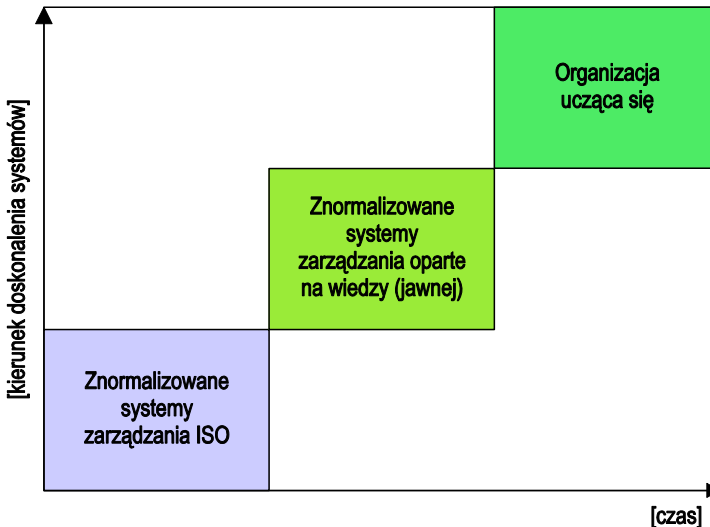 Organizacja
ucząca się
Znormalizowane
systemy
zarządzania oparte
na wiedzy (jawnej)
Znormalizowane
systemy
zarządzania ISO
[kierunek doskonalenia systemów]
[czas]